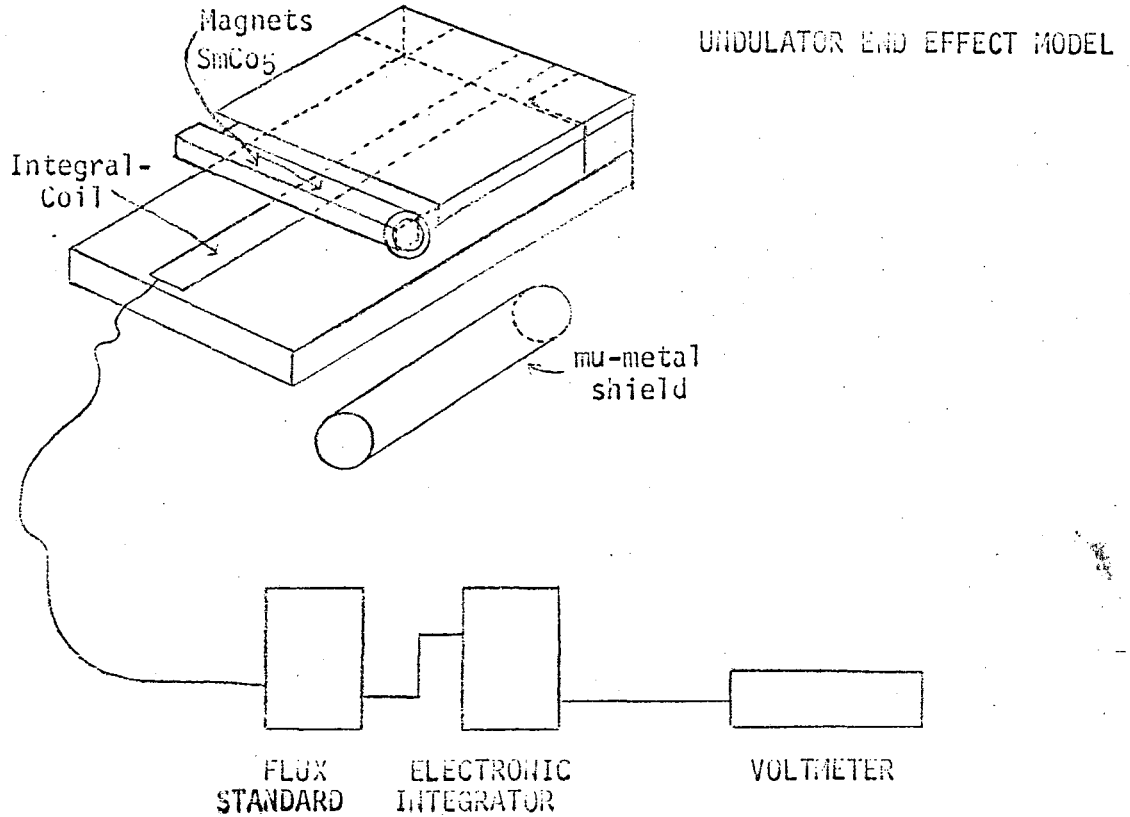 Magnets
SmCo5
UNDULATOR END EFFECT MODEL
Integral-
Coil
mu-metal
shield
FLUX
STANDARD
ELECTRONIC
INTEGRATOR
VOLTMETER